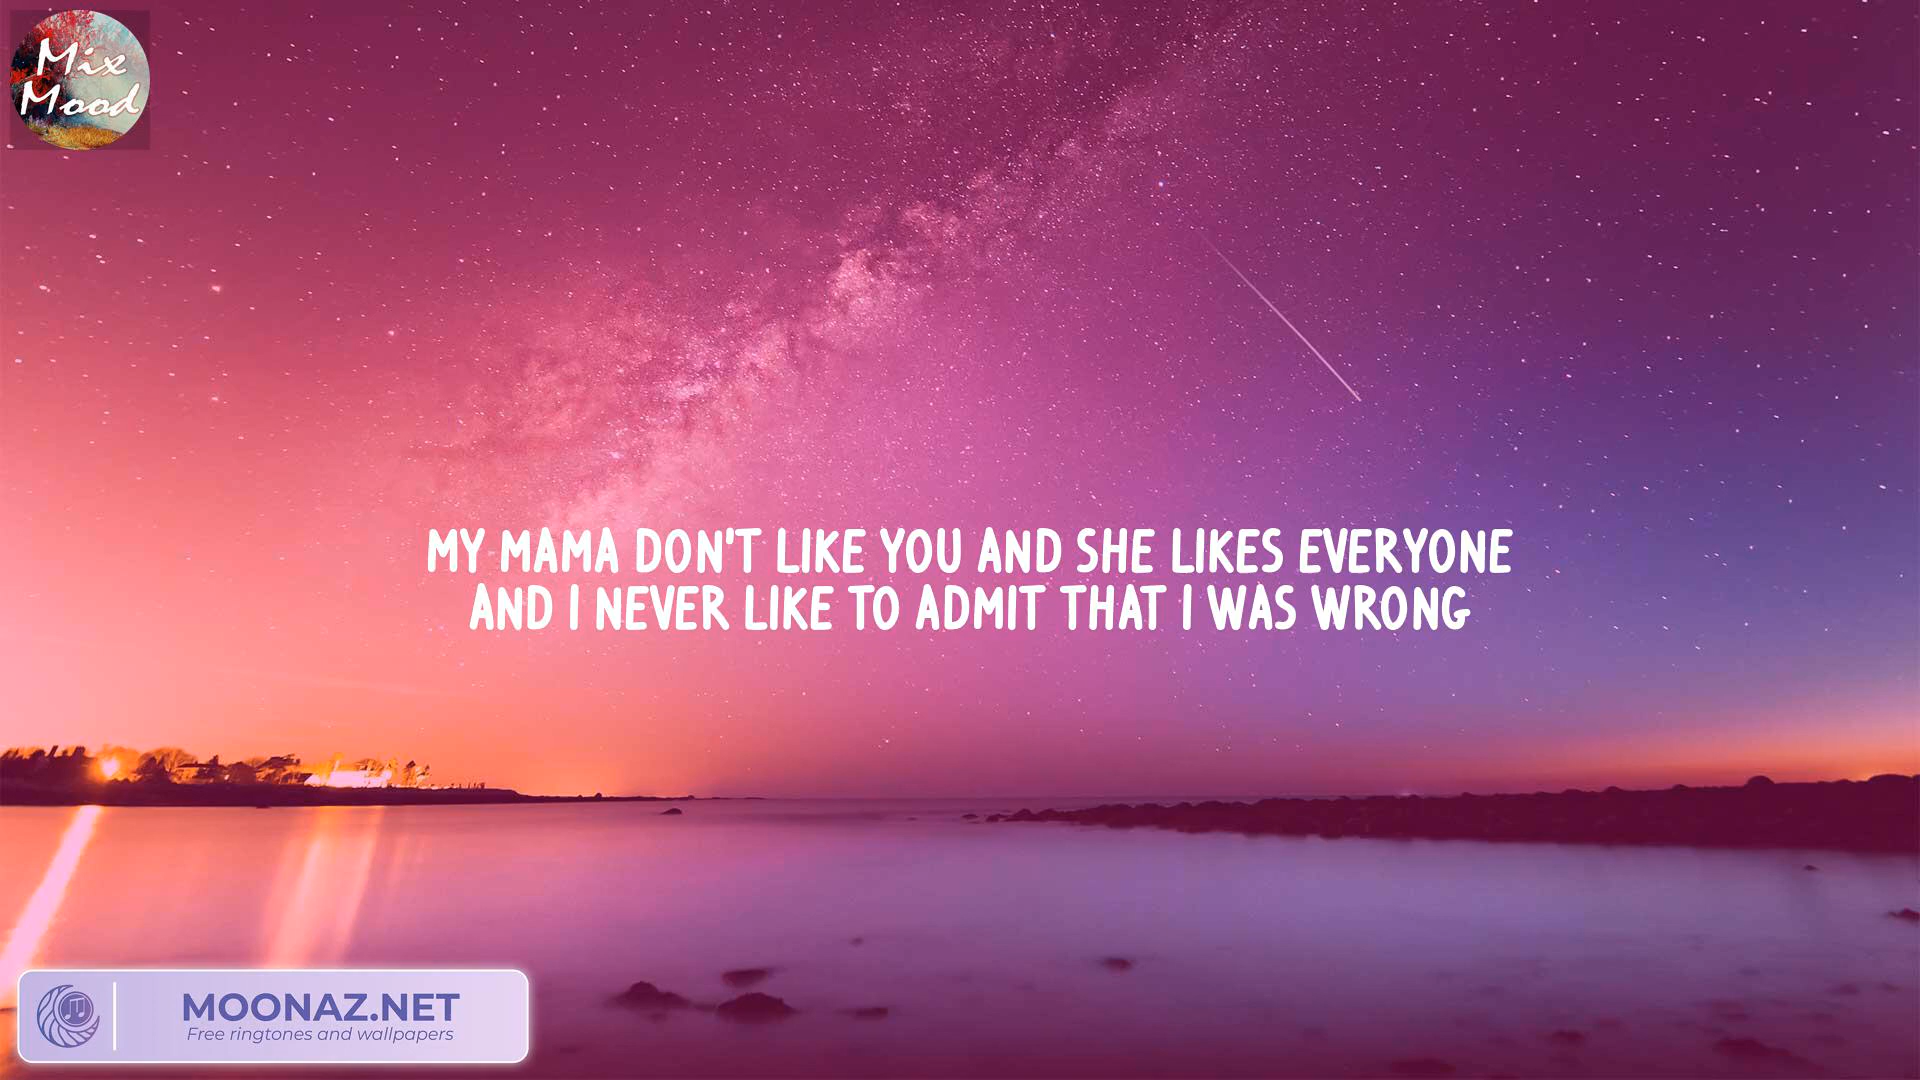 Mix
Mood
MY MAMA DON'T LIKE YOU AND SHE LIKES EVERYONE
AND I NEVER LIKE TO ADMIT THAT I WAS WRONG
MOONAZ.NET
Free ringtones and wallpapers